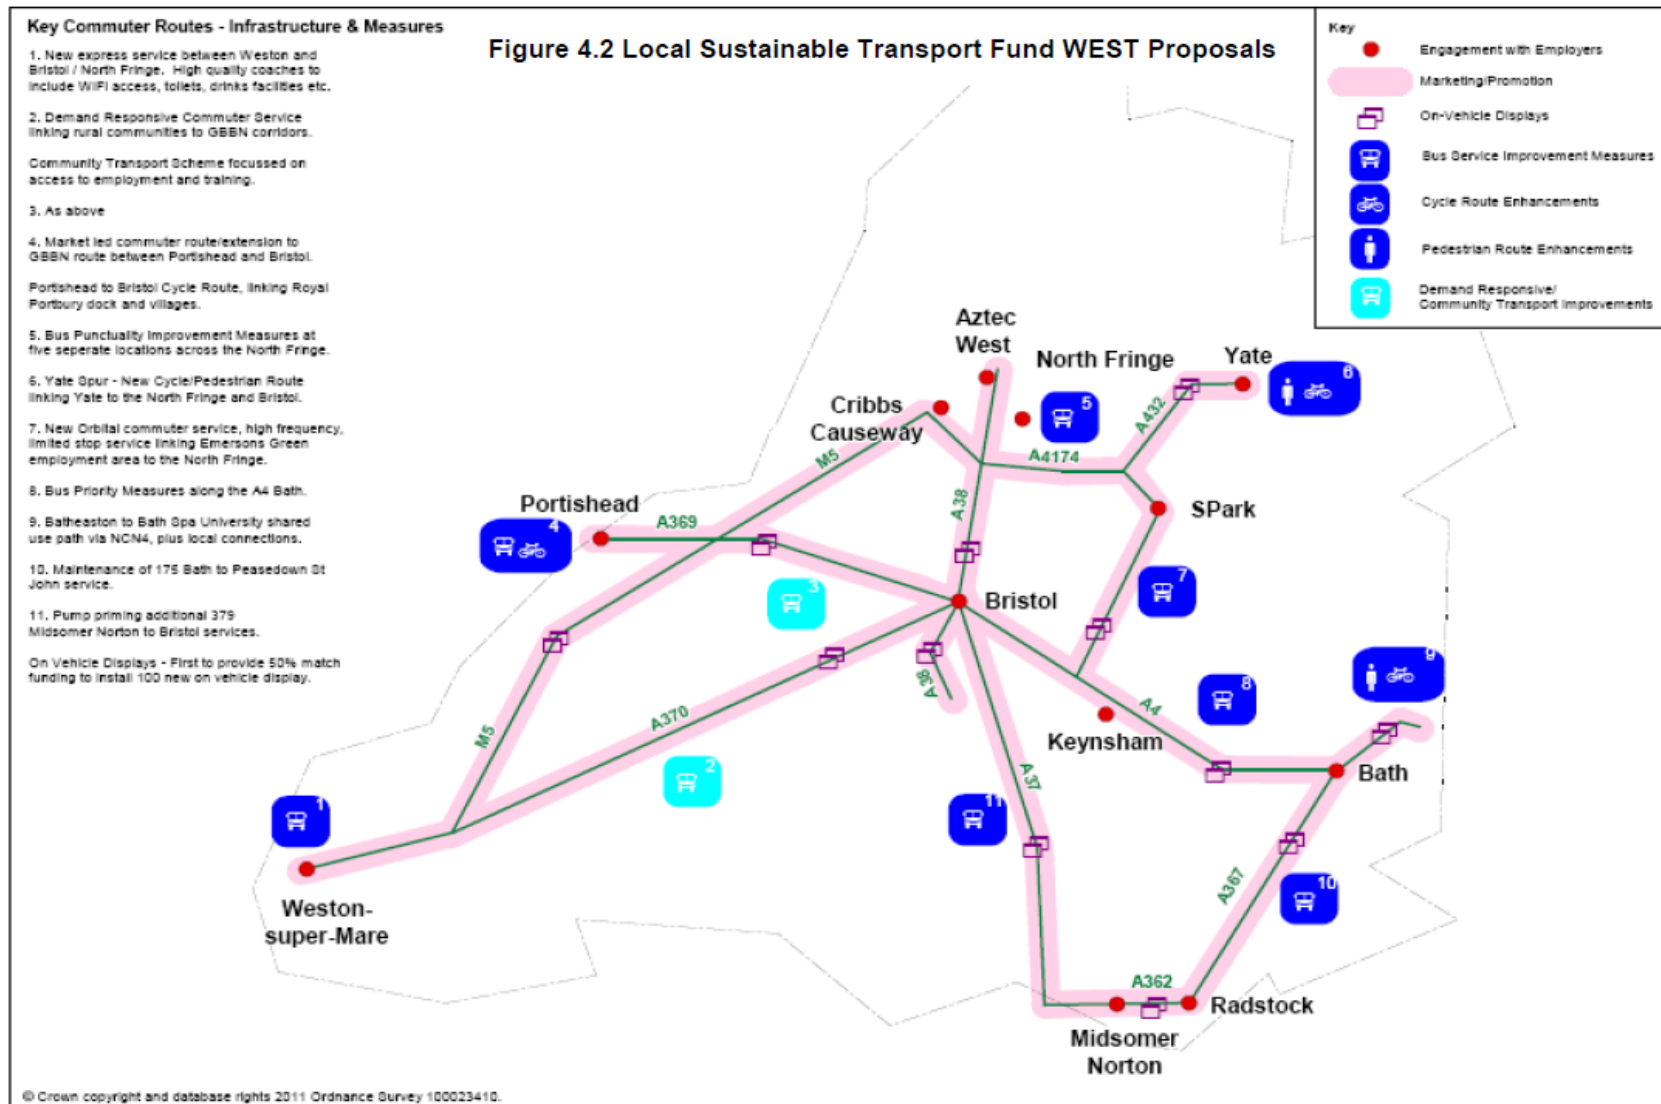 Key Commuter Routes - Infrastructure & Measures
1. New express service between Weston and
Bristol / North Fringe. High quality coaches to
include WiFi access, toilets, drinks facilities etc.
2. Demand Responsive Commuter Service
linking rural communities to GBBN corridors.
Community Transport Scheme focussed on
access to employment and training.
3. As above
4. Market led commuter route/extension to
GBBN route between Portishead and Bristol.
Portishead to Bristol Cycle Route, linking Royal
Portbury dock and villages.
5. Bus Punctuality Improvement Measures at
five seperate locations across the North Fringe.
6. Yate Spur - New Cycle/Pedestrian Route
linking Yate to the North Fringe and Bristol.
7. New Orbital commuter service, high frequency,
limited stop service linking Emersons Green
employment area to the North Fringe.
8. Bus Priority Measures along the A4 Bath.
9. Batheaston to Bath Spa University shared
use path via NCN4, plus local connections.
10. Maintenance of 175 Bath to Peasedown St
John service.
11. Pump priming additional 379
Midsomer Norton to Bristol services.
On Vehicle Displays - First to provide 50% match
funding to install 100 new on vehicle display.
Figure 4.2 Local Sustainable Transport Fund WEST Proposals
Key
Engagement with Employers
Marketing/Promotion
On-Vehicle Displays
Bus Service Improvement Measures
Cycle Route Enhancements
Pedestrian Route Enhancements
Demand Responsive/
Community Transport Improvements
Aztec
West
North Fringe
Yate
6
5
Cribbs
Causeway
A432
M5
A4174
Portishead
A38
SPark
4
A369
3
7
Bristol
9
A38
8
A4
M5
A370
Keynsham
2
A37
Bath
1
11
A367
10
Weston-
super-Mare
A362
Radstock
Midsomer
Norton
© Crown copyright and database rights 2011 Ordnance Survey 100023410.